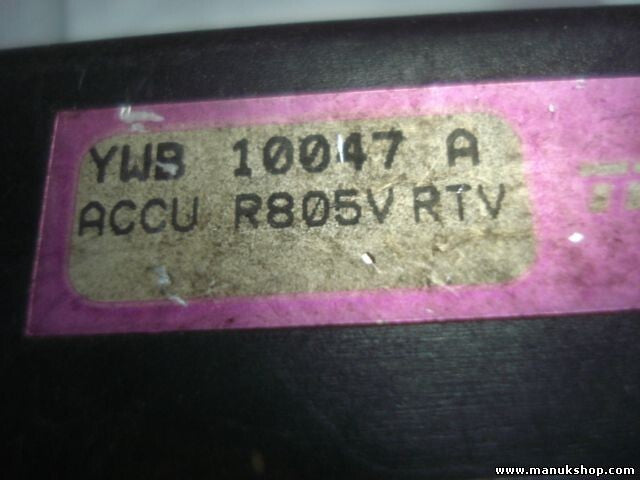 YWB 10047 A
ACCU R805V RTV
www.manukshop.com